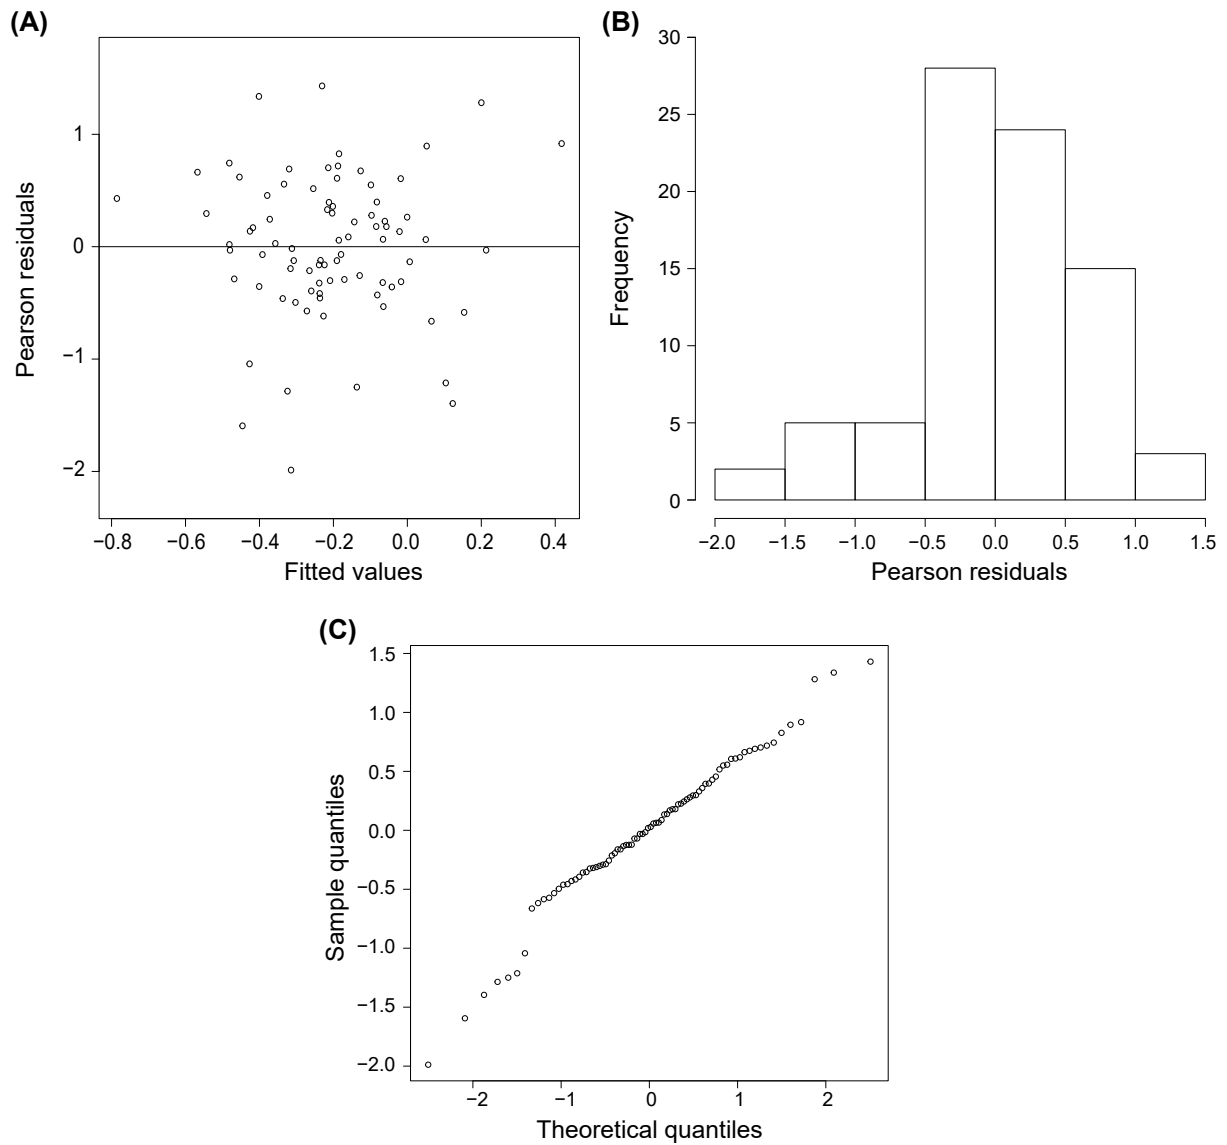 (A)
Pearson residuals
1
0
−1
−2
−0.8 −0.6 −0.4 −0.2 0.0 0.2 0.4
Fitted values
(B)
Frequency
30
25
20
15
10
5
0
−2.0 −1.5 −1.0 −0.5 0.0 0.5 1.0 1.5
Pearson residuals
(C)
Sample quantiles
1.5
1.0
0.5
0.0
−0.5
−1.0
−1.5
−2.0
−2 −1 0 1 2
Theoretical quantiles